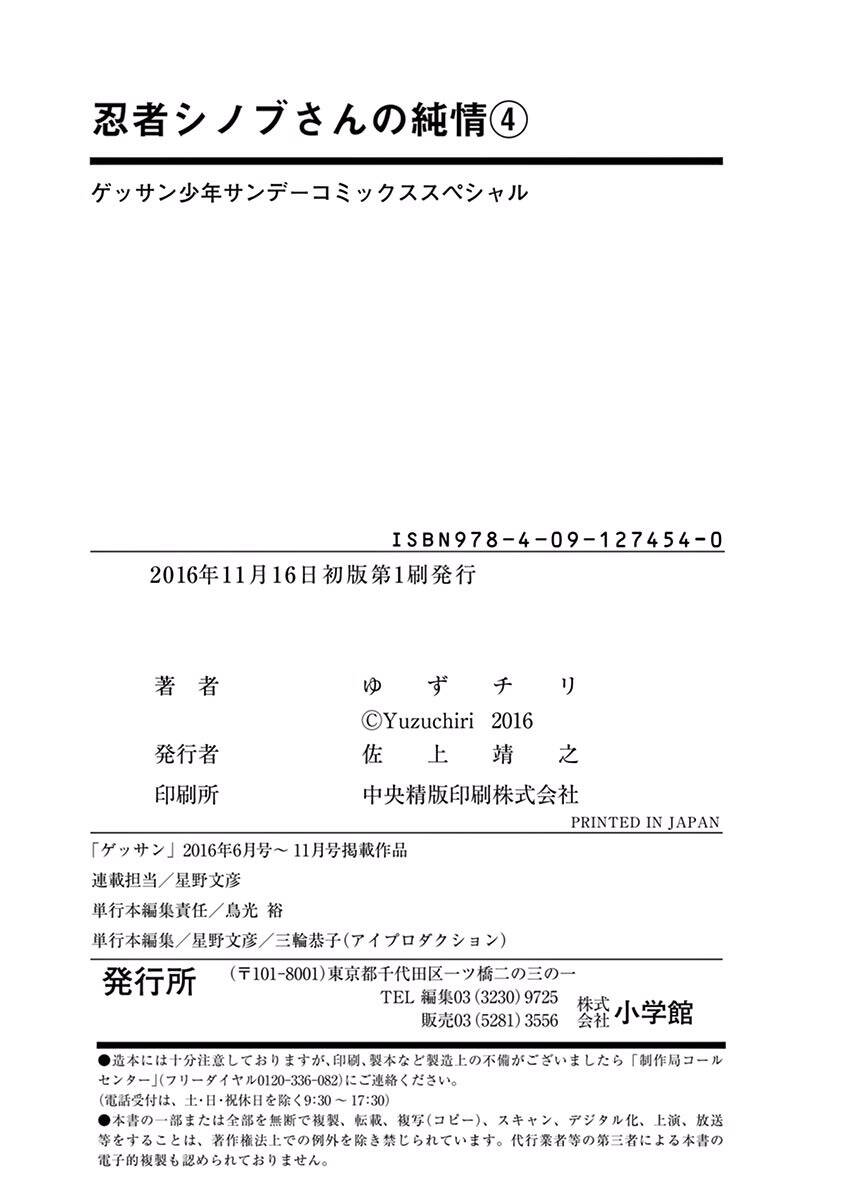 忍者シノブさんの純情④
ゲッサン少年サンデーコミックススペシャル
ISBN978-4-09-127454-0
2016年11月16日初版第1刷発行
著 者 ゆずチリ
©Yuzuchiri 2016
発行者 佐上靖之
印刷所 中央精版印刷株式会社
PRINTED IN JAPAN
「ゲッサン」2016年6月号〜11月号掲載作品
連載担当／星野文彦
単行本編集責任／鳥光 裕
単行本編集／星野文彦／三輪恭子(アイプロダクション)
発行所 (〒101-8001)東京都千代田区一ツ橋二の三の一
TEL 編集03(3230)9725
販売03(5281)3556 株式会社 小学館
●造本には十分注意しておりますが、印刷、製本など製造上の不備がございましたら「制作局コール
センター」(フリーダイヤル0120-336-082)にご連絡ください。
(電話受付は、土・日・祝休日を除く9:30〜17:30)
●本書の一部または全部を無断で複製、転載、複写(コピー)、スキャン、デジタル化、上演、放送
等をすることは、著作権法上での例外を除き禁じられています。代行業者等の第三者による本書の
電子的複製も認められておりません。